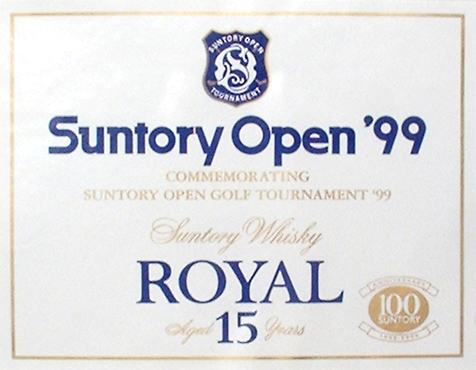 SUNTORY OPEN
TOURNAMENT
Suntory Open '99
COMMEMORATING
SUNTORY OPEN GOLF TOURNAMENT '99
Suntory Whisky
ROYAL
Aged 15 Years
ANNIVERSARY
100
SUNTORY